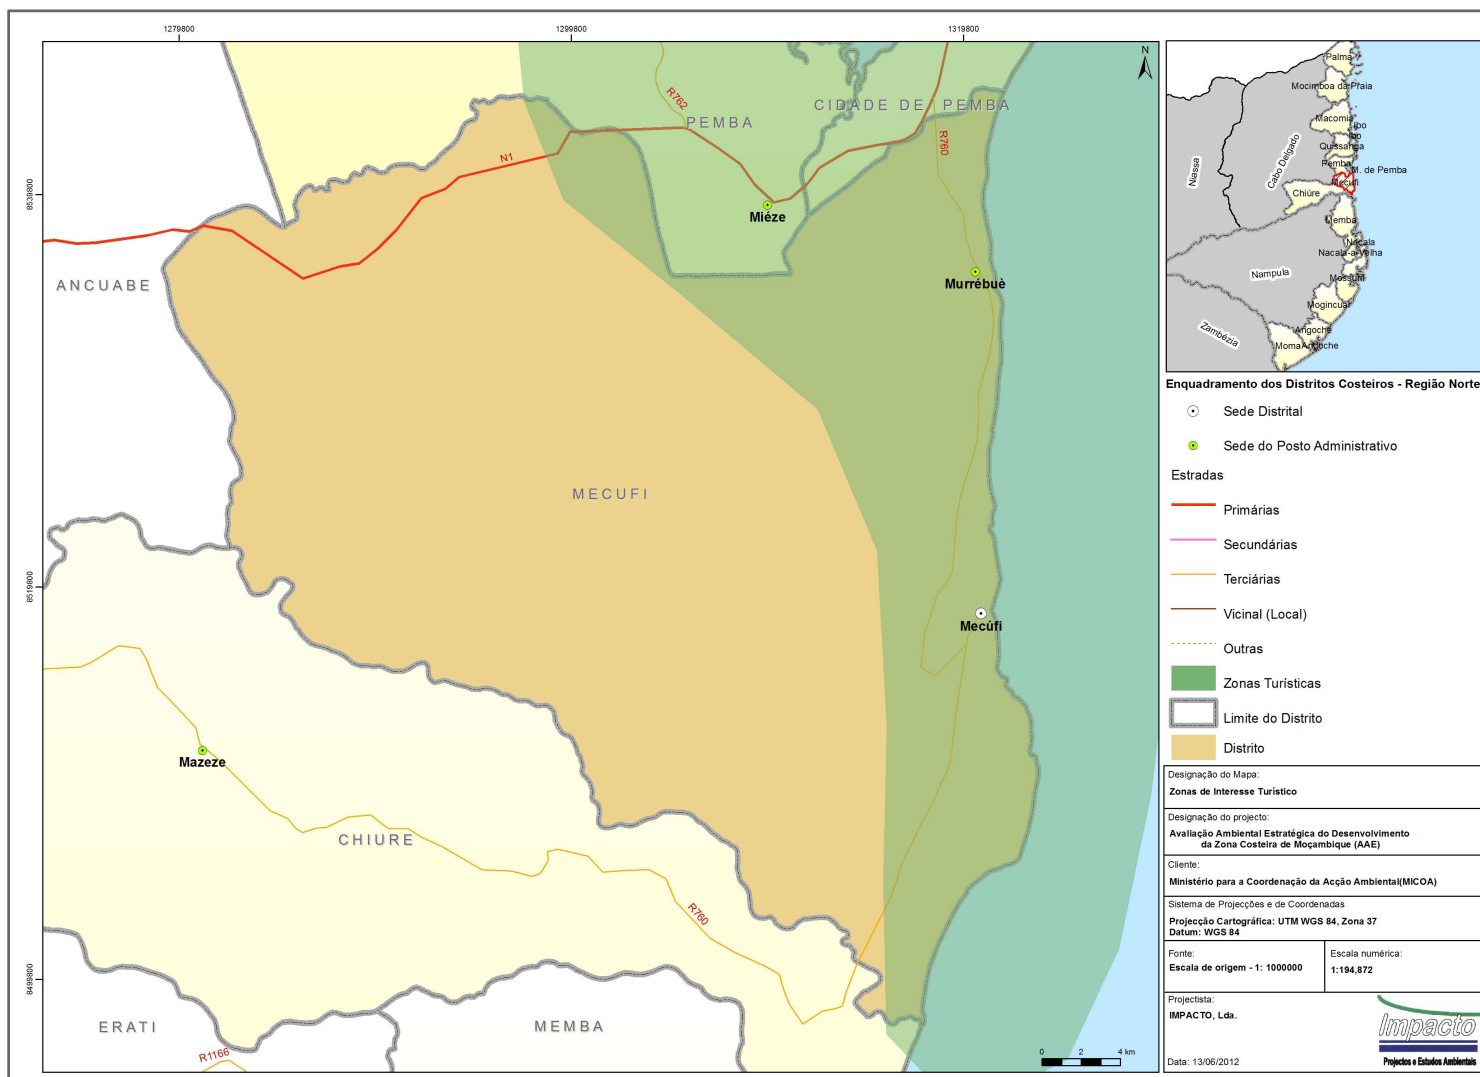 1279800
1299800
1319800
8539800
8519800
8499800
N
R762
CIDADE DE PEMBA
PEMBA
R760
N1
Miéze
ANCUABE
Murrébuè
MECUFI
Mecúfi
Mazeze
CHIURE
R760
ERATI
MEMBA
R1166
0 2 4 km
Palma
Mocimboa da Praia
Macomia
Ibo
Quissanga
Pemba
M. de Pemba
Mecufi
Chiúre
Cabo Delgado
Niassa
Memba
Nacala
Nacala-a-Velha
Nampula
Mossuril
Mogincual
Zambézia
Angoche
Moma
Angoche
Enquadramento dos Distritos Costeiros - Região Norte
Sede Distrital
Sede do Posto Administrativo
Estradas
Primárias
Secundárias
Terciárias
Vicinal (Local)
Outras
Zonas Turísticas
Limite do Distrito
Distrito
Designação do Mapa:
Zonas de Interesse Turístico
Designação do projecto:
Avaliação Ambiental Estratégica do Desenvolvimento
da Zona Costeira de Moçambique (AAE)
Cliente:
Ministério para a Coordenação da Acção Ambiental(MICOA)
Sistema de Projecções e de Coordenadas
Projecção Cartográfica: UTM WGS 84, Zona 37
Datum: WGS 84
Fonte:
Escala de origem - 1: 1000000
Escala numérica:
1:194,872
Projectista:
IMPACTO, Lda.
Data: 13/06/2012
Impacto
Projectos e Estudos Ambientais